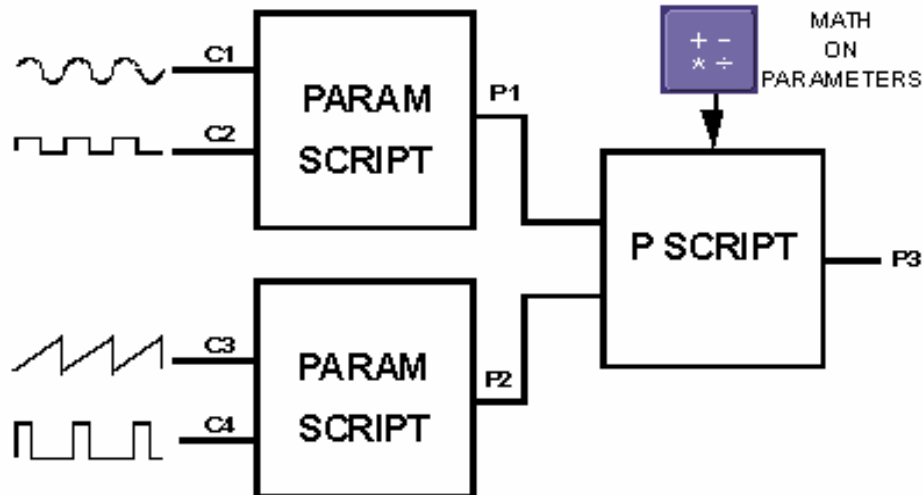 C1
C2
PARAM
SCRIPT
P1
+ -
* ÷
MATH
ON
PARAMETERS
P SCRIPT
P3
C3
C4
PARAM
SCRIPT
P2